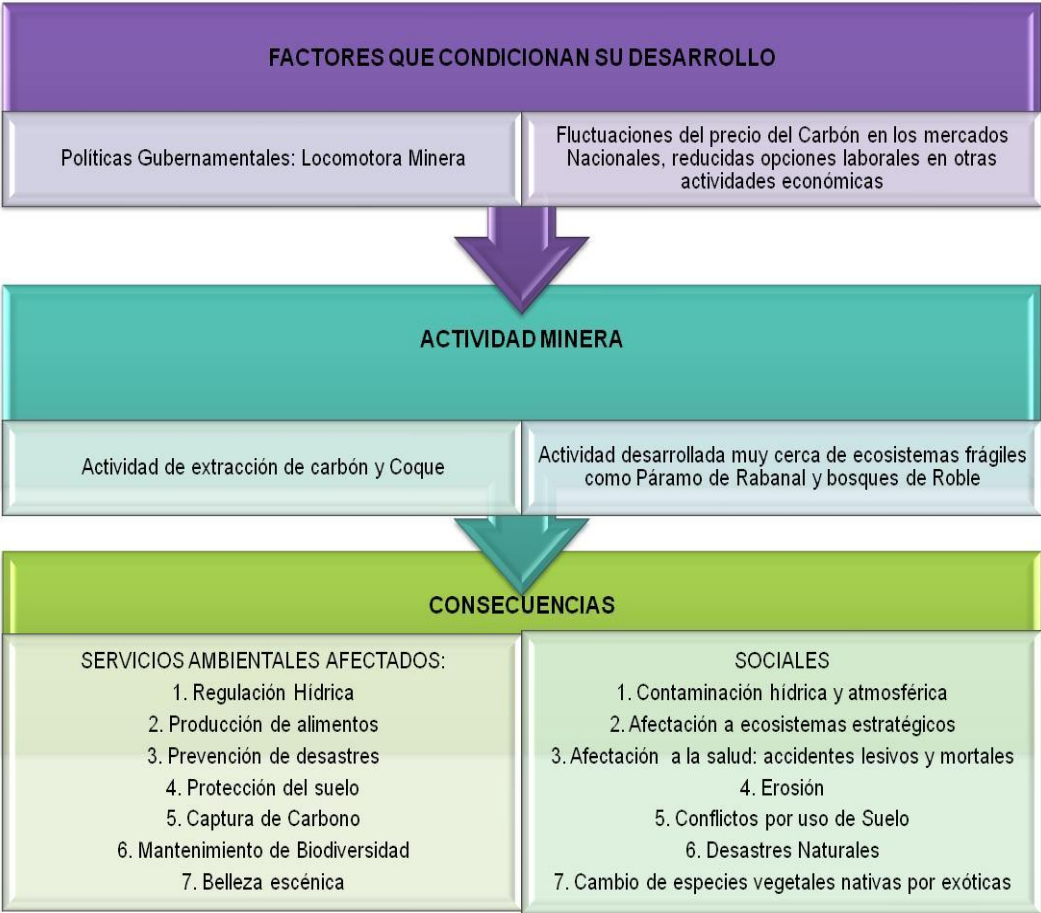 FACTORES QUE CONDICIONAN SU DESARROLLO
Políticas Gubernamentales: Locomotora Minera
Fluctuaciones del precio del Carbón en los mercados
Nacionales, reducidas opciones laborales en otras
actividades económicas
ACTIVIDAD MINERA
Actividad de extracción de carbón y Coque
Actividad desarrollada muy cerca de ecosistemas frágiles
como Páramo de Rabanal y bosques de Roble
CONSECUENCIAS
SERVICIOS AMBIENTALES AFECTADOS:
1. Regulación Hídrica
2. Producción de alimentos
3. Prevención de desastres
4. Protección del suelo
5. Captura de Carbono
6. Mantenimiento de Biodiversidad
7. Belleza escénica
SOCIALES
1. Contaminación hídrica y atmosférica
2. Afectación a ecosistemas estratégicos
3. Afectación a la salud: accidentes lesivos y mortales
4. Erosión
5. Conflictos por uso de Suelo
6. Desastres Naturales
7. Cambio de especies vegetales nativas por exóticas